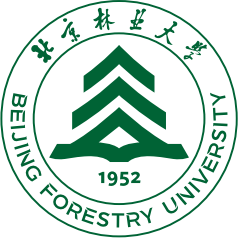 北京林业大学
1952
BEIJING FORESTRY UNIVERSITY